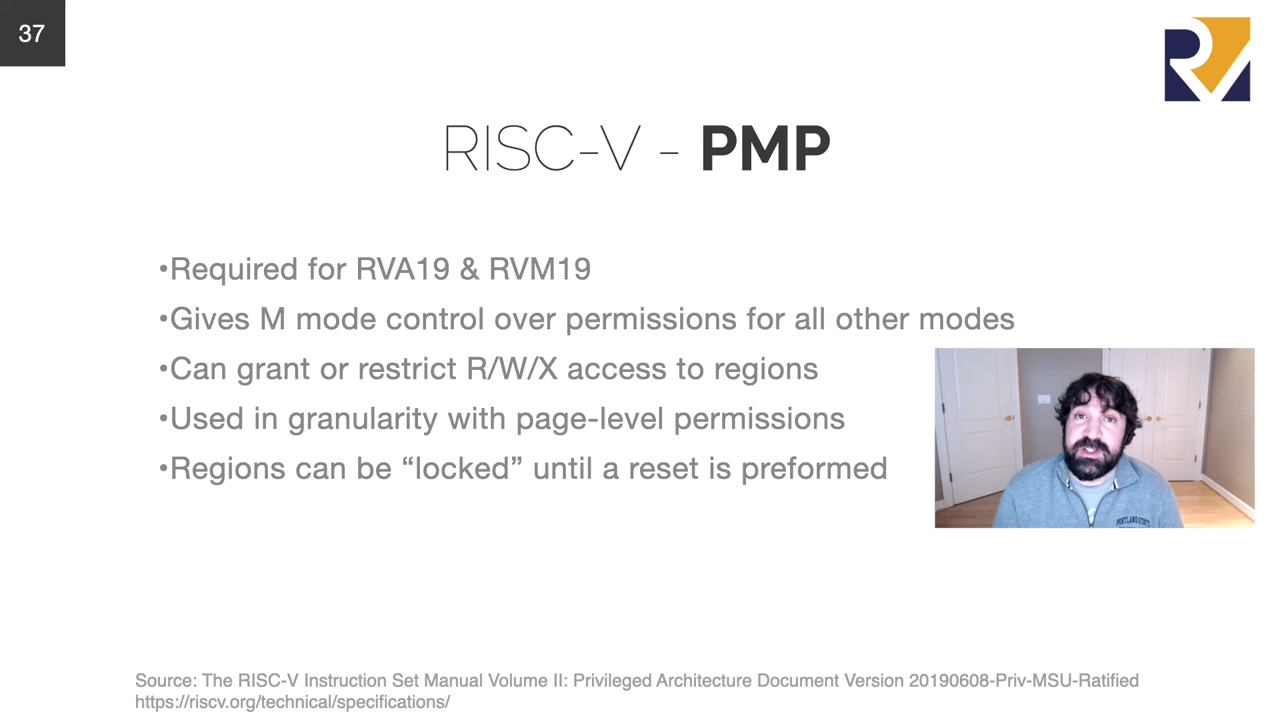 37
RISC-V - PMP
•Required for RVA19 & RVM19
•Gives M mode control over permissions for all other modes
•Can grant or restrict R/W/X access to regions
•Used in granularity with page-level permissions
•Regions can be “locked” until a reset is preformed
PORTLAND STATE
Source: The RISC-V Instruction Set Manual Volume II: Privileged Architecture Document Version 20190608-Priv-MSU-Ratified
https://riscv.org/technical/specifications/